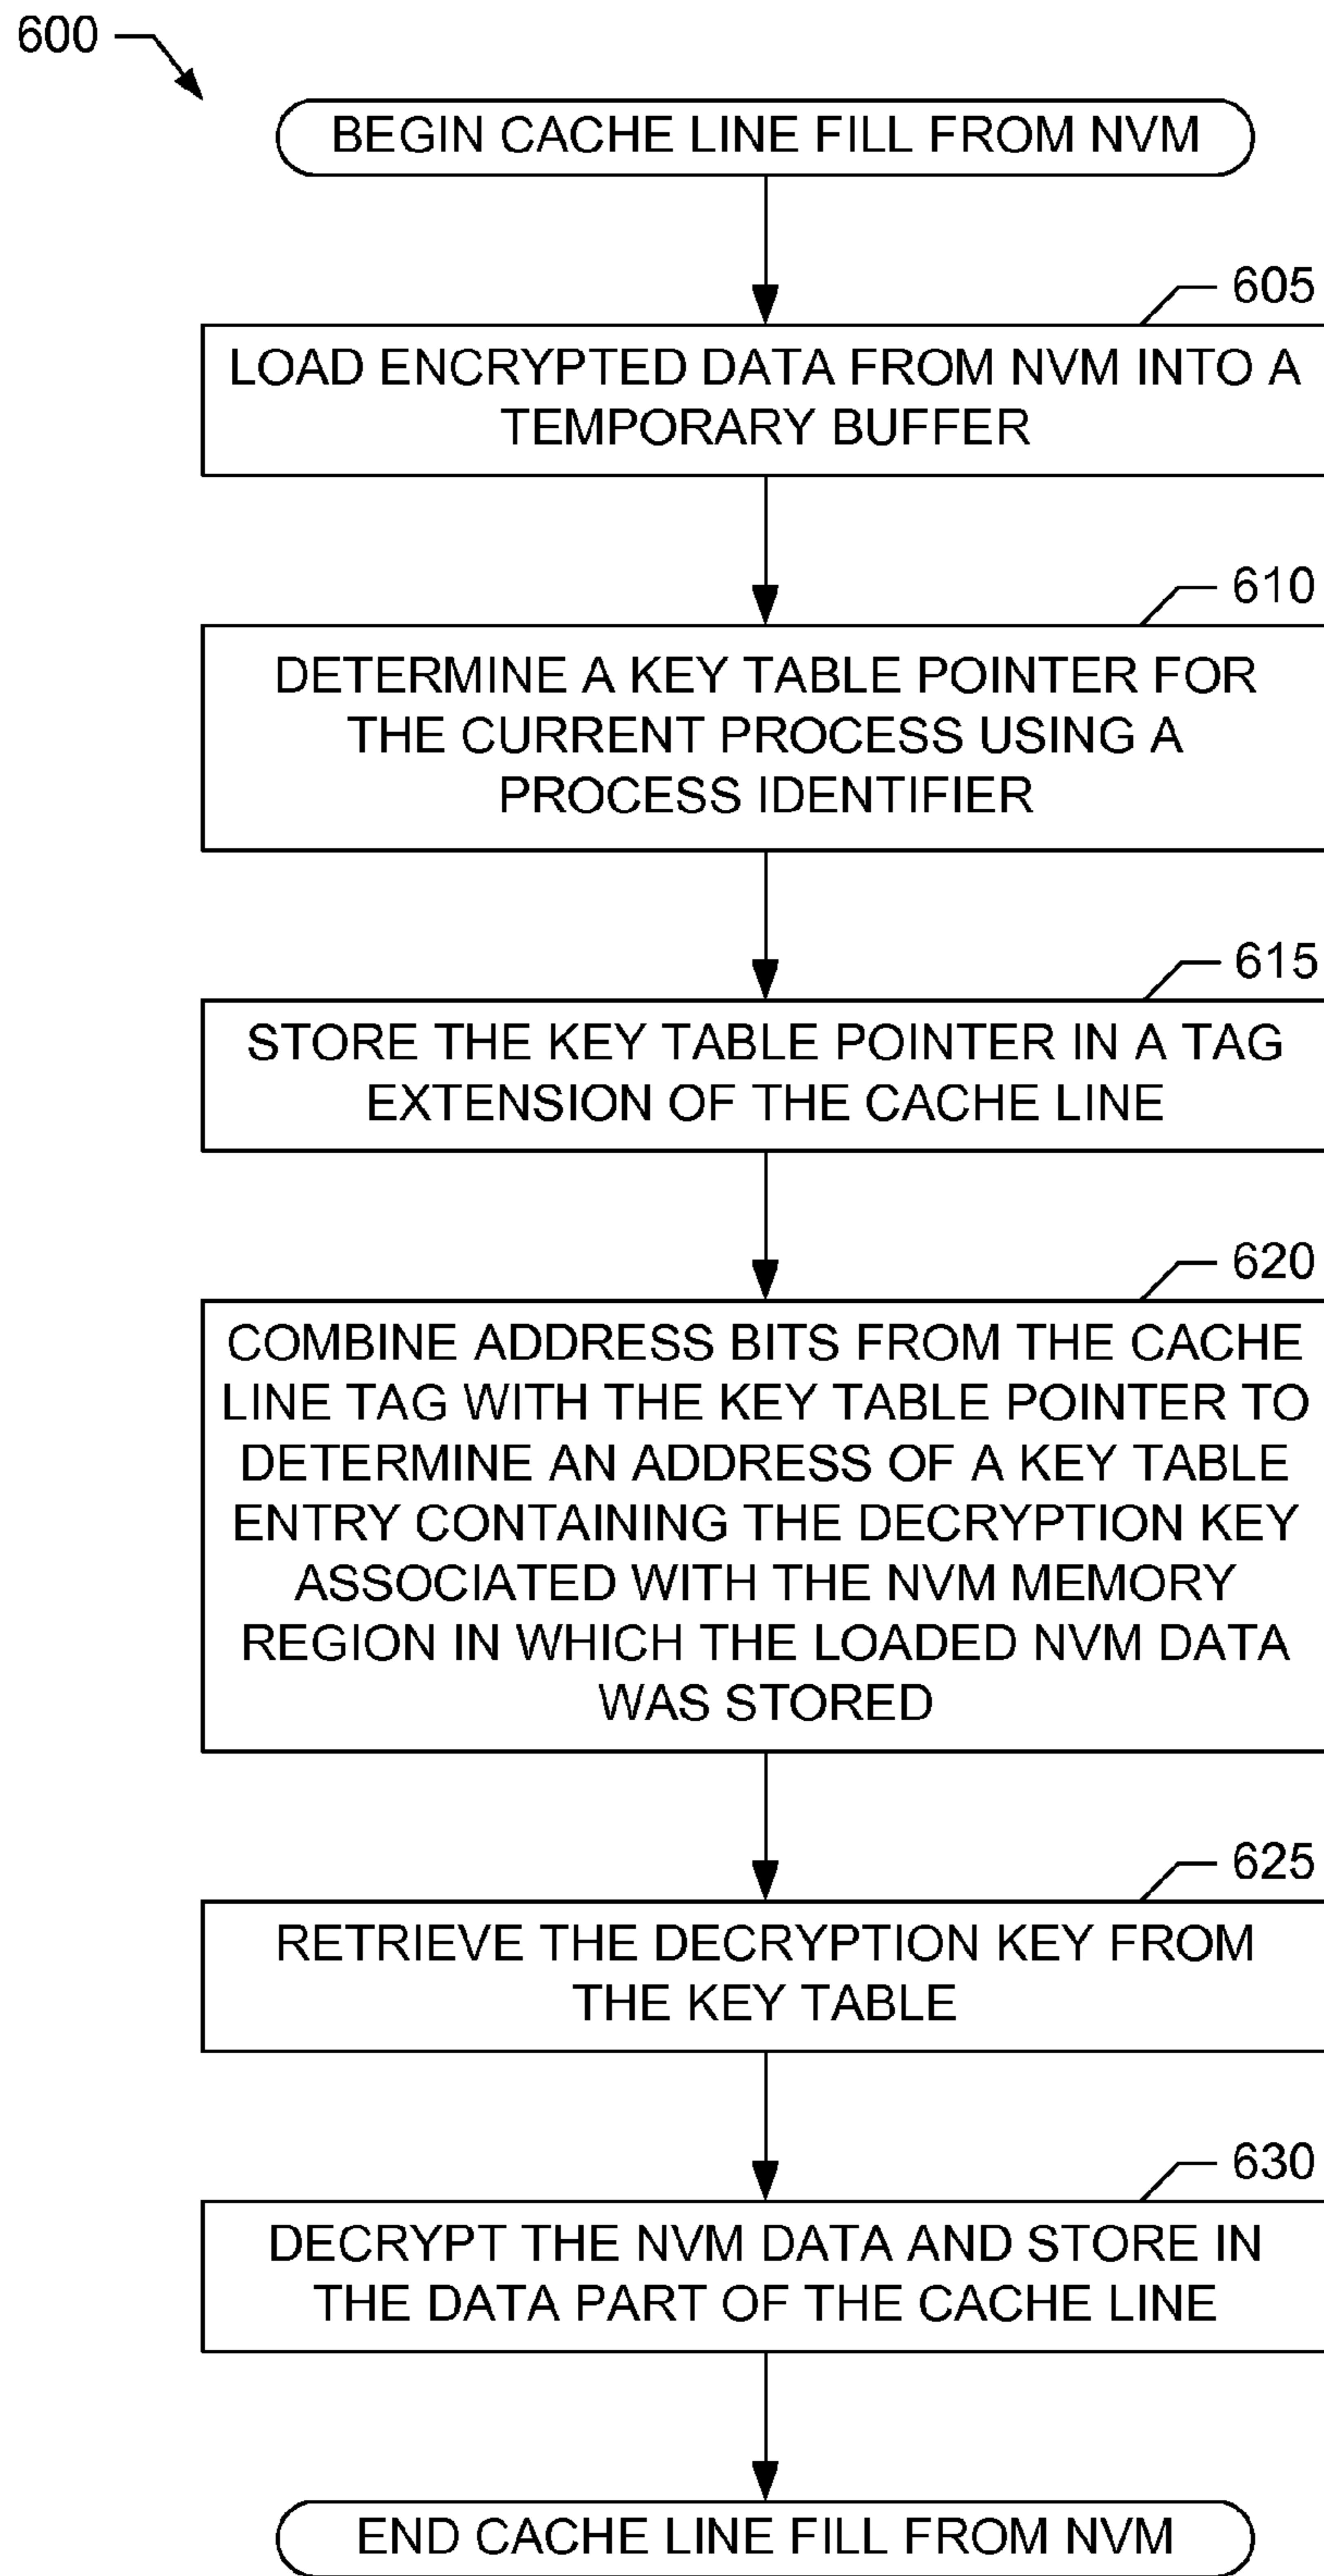 600
BEGIN CACHE LINE FILL FROM NVM
605
LOAD ENCRYPTED DATA FROM NVM INTO A
TEMPORARY BUFFER
610
DETERMINE A KEY TABLE POINTER FOR
THE CURRENT PROCESS USING A
PROCESS IDENTIFIER
615
STORE THE KEY TABLE POINTER IN A TAG
EXTENSION OF THE CACHE LINE
620
COMBINE ADDRESS BITS FROM THE CACHE
LINE TAG WITH THE KEY TABLE POINTER TO
DETERMINE AN ADDRESS OF A KEY TABLE
ENTRY CONTAINING THE DECRYPTION KEY
ASSOCIATED WITH THE NVM MEMORY
REGION IN WHICH THE LOADED NVM DATA
WAS STORED
625
RETRIEVE THE DECRYPTION KEY FROM
THE KEY TABLE
630
DECRYPT THE NVM DATA AND STORE IN
THE DATA PART OF THE CACHE LINE
END CACHE LINE FILL FROM NVM